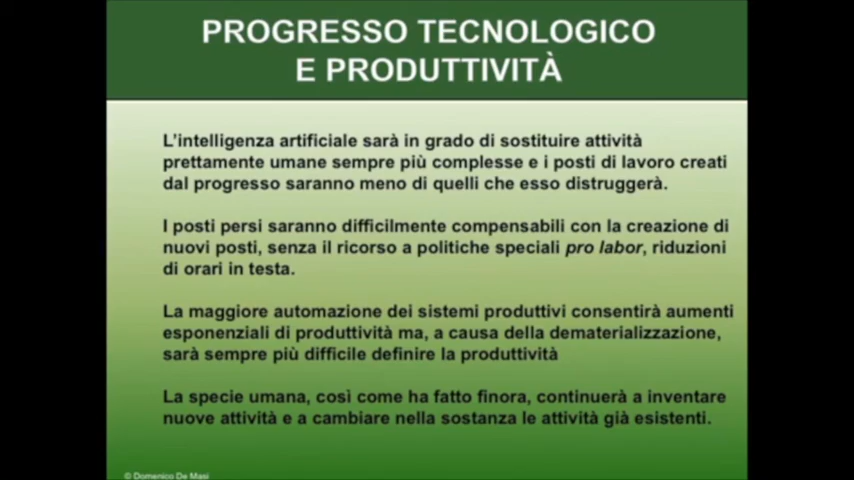 PROGRESSO TECNOLOGICO
E PRODUTTIVITÀ
L'intelligenza artificiale sarà in grado di sostituire attività
prettamente umane sempre più complesse e i posti di lavoro creati
dal progresso saranno meno di quelli che esso distruggerà.
I posti persi saranno difficilmente compensabili con la creazione di
nuovi posti, senza il ricorso a politiche speciali pro labor, riduzioni
di orari in testa.
La maggiore automazione dei sistemi produttivi consentirà aumenti
esponenziali di produttività ma, a causa della dematerializzazione,
sarà sempre più difficile definire la produttività
La specie umana, così come ha fatto finora, continuerà a inventare
nuove attività e a cambiare nella sostanza le attività già esistenti.
© Domenico De Masi